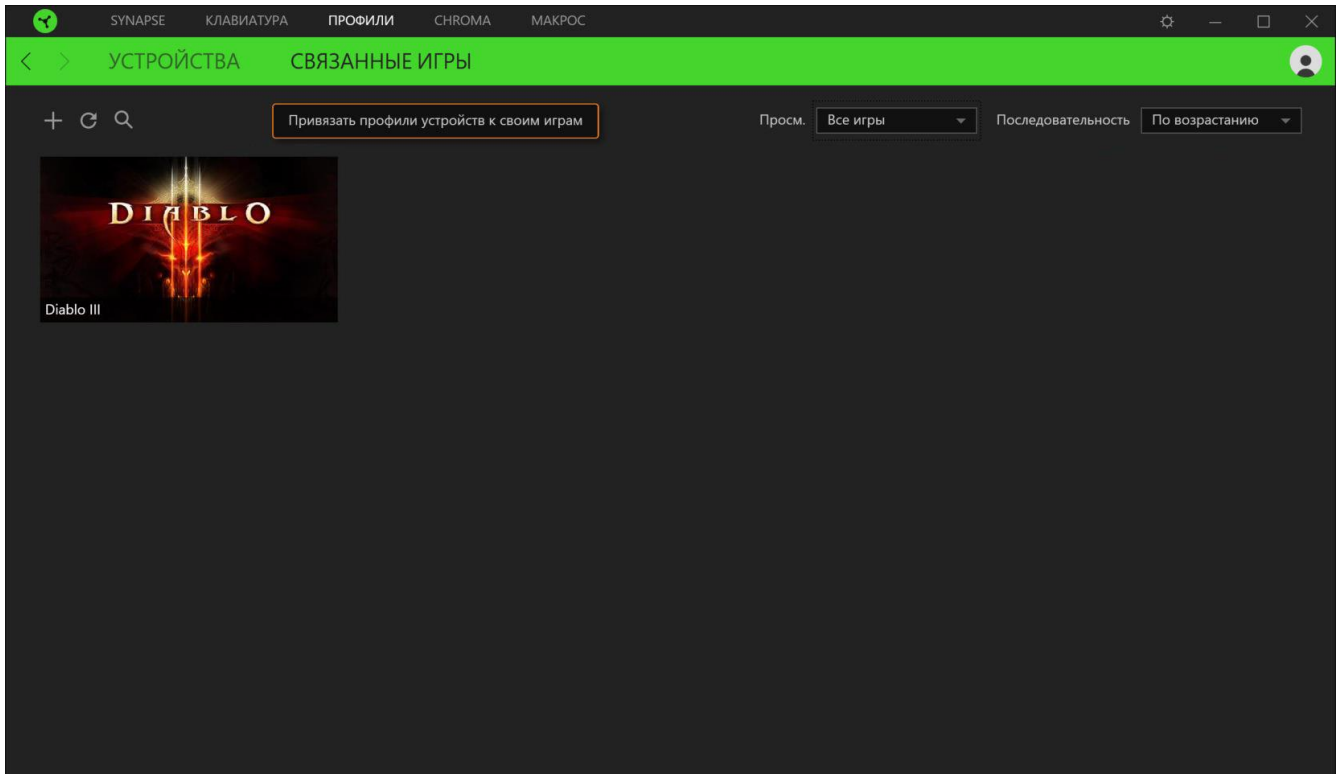 SYNAPSE КЛАВИАТУРА ПРОФИЛИ CHROMA МАКРОС
УСТРОЙСТВА СВЯЗАННЫЕ ИГРЫ
Привязать профили устройств к своим играм Просм. Все игры Последовательность По возрастанию
DIABLO
Diablo III